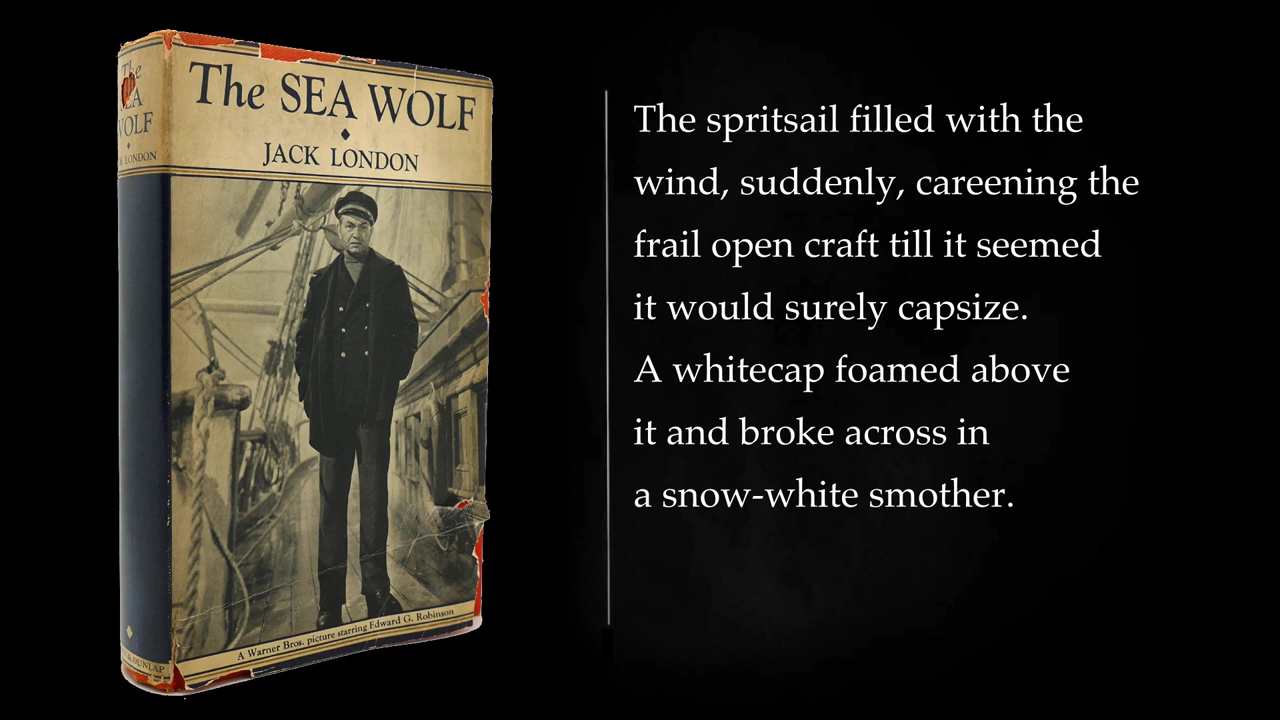 The SEA WOLF
JACK LONDON
The
SEA
WOLF
LONDON
A Warner Bros. picture starring Edward G. Robinson
DUNLAP
The spritsail filled with the
wind, suddenly, careening the
frail open craft till it seemed
it would surely capsize.
A whitecap foamed above
it and broke across in
a snow-white smother.